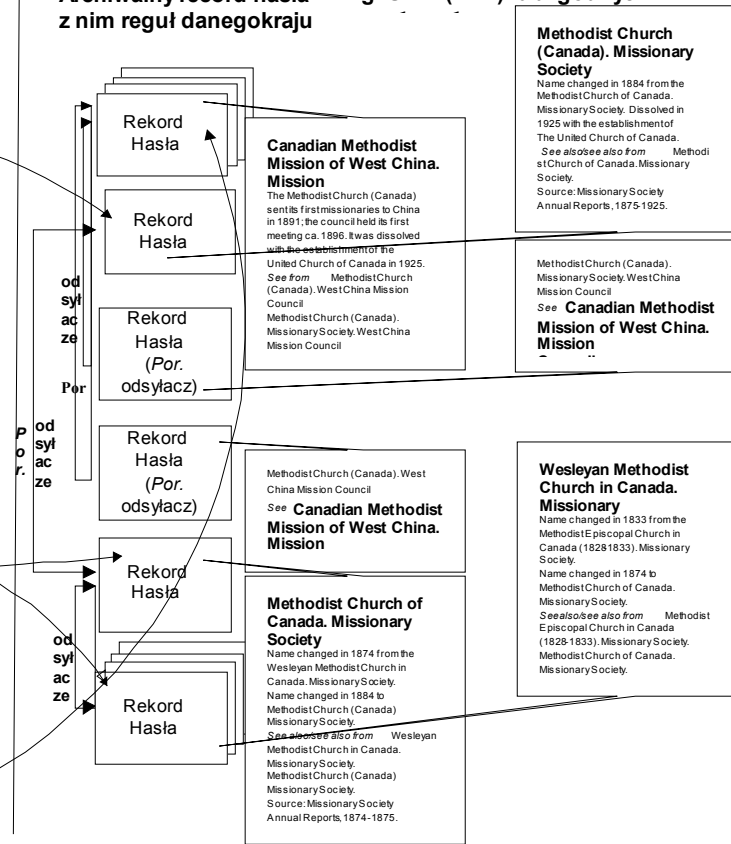 z nim reguł danegokraju
Rekord
Hasła
Rekord
Hasła
od
sył
ac
ze
Rekord
Hasła
(Por.
odsyłacz)
Por
P
o
r.
od
sył
ac
ze
Rekord
Hasła
(Por.
odsyłacz)
Rekord
Hasła
od
sył
ac
ze
Rekord
Hasła
Canadian Methodist
Mission of West China.
Mission
The Methodist Church (Canada)
sent its first missionaries to China
in 1891; the council held its first
meeting ca. 1896. It was dissolved
with the establishment of the
United Church of Canada in 1925.
See from Methodist Church
(Canada). West China Mission
Council
Methodist Church (Canada).
Missionary Society. West China
Mission Council
Methodist Church (Canada). West
China Mission Council
See Canadian Methodist
Mission of West China.
Mission
Methodist Church of
Canada. Missionary
Society
Name changed in 1874 from the
Wesleyan Methodist Church in
Canada. Missionary Society.
Name changed in 1884 to
Methodist Church (Canada)
Missionary Society.
See also/see also from Wesleyan
Methodist Church in Canada.
Missionary Society.
Methodist Church (Canada)
Missionary Society.
Source: Missionary Society
Annual Reports, 1874-1875.
Methodist Church
(Canada). Missionary
Society
Name changed in 1884 from the
Methodist Church of Canada.
Missionary Society. Dissolved in
1925 with the establishment of
The United Church of Canada.
See also/see also from Methodi
st Church of Canada. Missionary
Society.
Source: Missionary Society
Annual Reports, 1875-1925.
Methodist Church (Canada).
Missionary Society. West China
Mission Council
See Canadian Methodist
Mission of West China.
Mission
Wesleyan Methodist
Church in Canada.
Missionary
Name changed in 1833 from the
Methodist Episcopal Church in
Canada (1828-1833). Missionary
Society.
Name changed in 1874 to
Methodist Church of Canada.
Missionary Society.
See also/see also from Methodist
Episcopal Church in Canada
(1828-1833). Missionary Society.
Methodist Church of Canada.
Missionary Society.